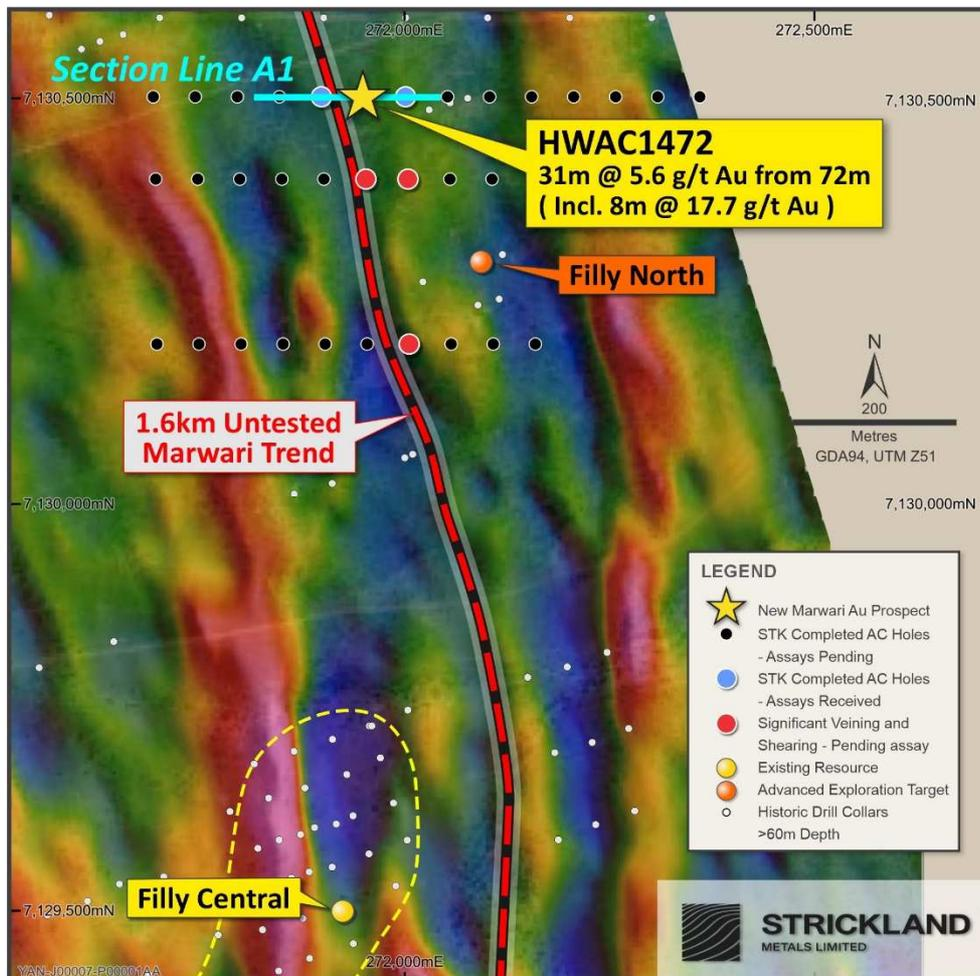 272,000mE
272,500mE
Section Line A1
7,130,500mN
7,130,500mN
HWAC1472
31m @ 5.6 g/t Au from 72m
( Incl. 8m @ 17.7 g/t Au )
Filly North
N
200
Metres
GDA94, UTM Z51
1.6km Untested
Marwari Trend
7,130,000mN
7,130,000mN
LEGEND
New Marwari Au Prospect
STK Completed AC Holes
- Assays Pending
STK Completed AC Holes
- Assays Received
Significant Veining and
Shearing - Pending assay
Existing Resource
Advanced Exploration Target
Historic Drill Collars
>60m Depth
Filly Central
7,129,500mN
STRICKLAND
METALS LIMITED
YAN-J00007-P00001AA
272,000mE